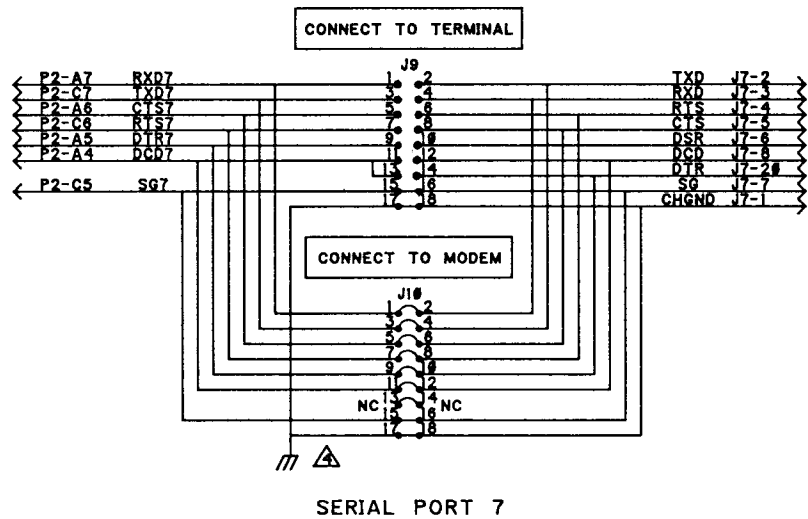 CONNECT TO TERMINAL
J9
P2-A7 RXD7 1 2 TXD J7-2
P2-C7 TXD7 3 4 RXD J7-3
P2-A6 CTS7 5 6 RTS J7-4
P2-C6 RTS7 7 8 CTS J7-5
P2-A5 DTR7 9 10 DSR J7-6
P2-A4 DCD7 11 12 DCD J7-8
13 14 DTR J7-20
P2-C5 SG7 15 16 SG J7-7
17 18 CHGND J7-1
CONNECT TO MODEM
J10
1 2
3 4
5 6
7 8
9 10
11 12
NC 13 14 NC
15 16
17 18
4
SERIAL PORT 7